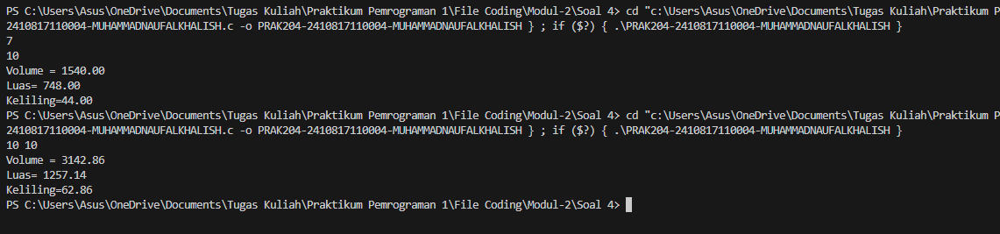 PS C:\Users\Asus\OneDrive\Documents\Tugas Kuliah\Praktikum Pemrograman 1\File Coding\Modul-2\Soal 4> cd "c:\Users\Asus\OneDrive\Documents\Tugas Kuliah\Praktikum P
2410817110004-MUHAMMADNAUFALKHALISH.c -o PRAK204-2410817110004-MUHAMMADNAUFALKHALISH } ; if ($?) { .\PRAK204-2410817110004-MUHAMMADNAUFALKHALISH }
7
10
Volume = 1540.00
Luas= 748.00
Keliling=44.00
PS C:\Users\Asus\OneDrive\Documents\Tugas Kuliah\Praktikum Pemrograman 1\File Coding\Modul-2\Soal 4> cd "c:\Users\Asus\OneDrive\Documents\Tugas Kuliah\Praktikum P
2410817110004-MUHAMMADNAUFALKHALISH.c -o PRAK204-2410817110004-MUHAMMADNAUFALKHALISH } ; if ($?) { .\PRAK204-2410817110004-MUHAMMADNAUFALKHALISH }
10 10
Volume = 3142.86
Luas= 1257.14
Keliling=62.86
PS C:\Users\Asus\OneDrive\Documents\Tugas Kuliah\Praktikum Pemrograman 1\File Coding\Modul-2\Soal 4>